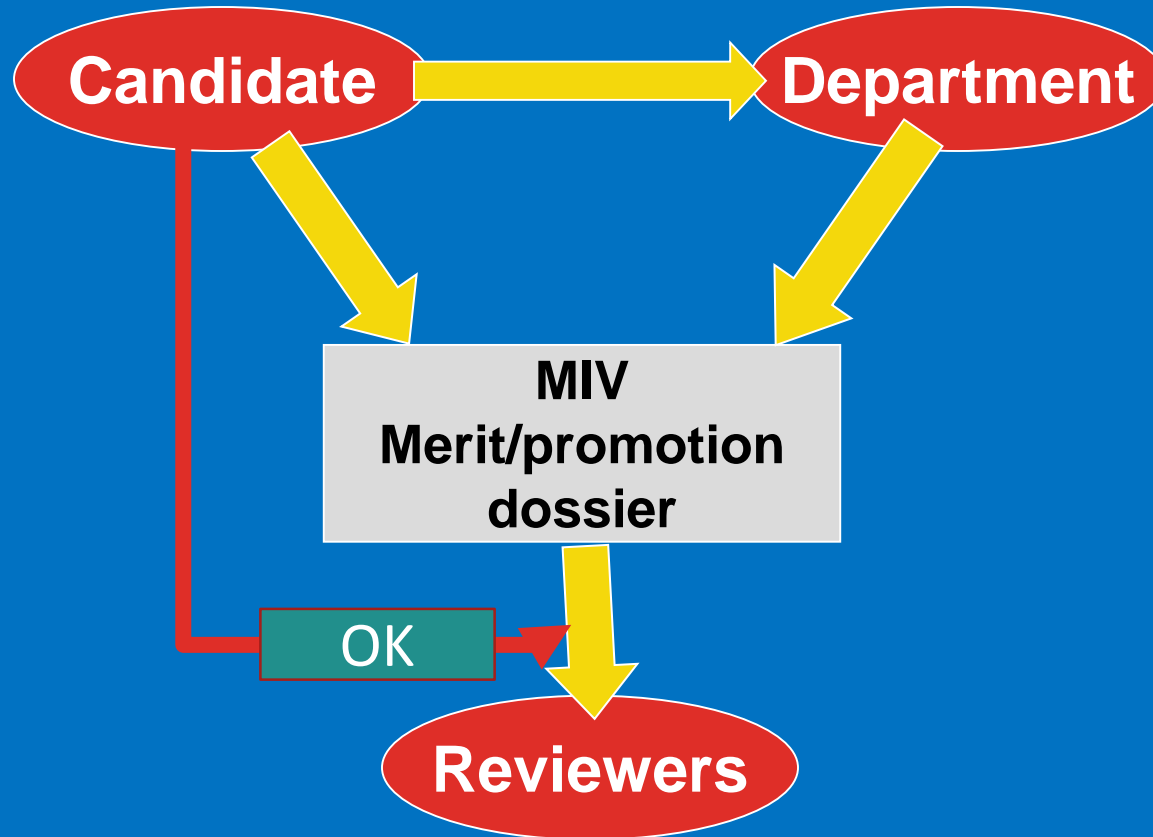 Candidate
Department
MIV
Merit/promotion
dossier
OK
Reviewers